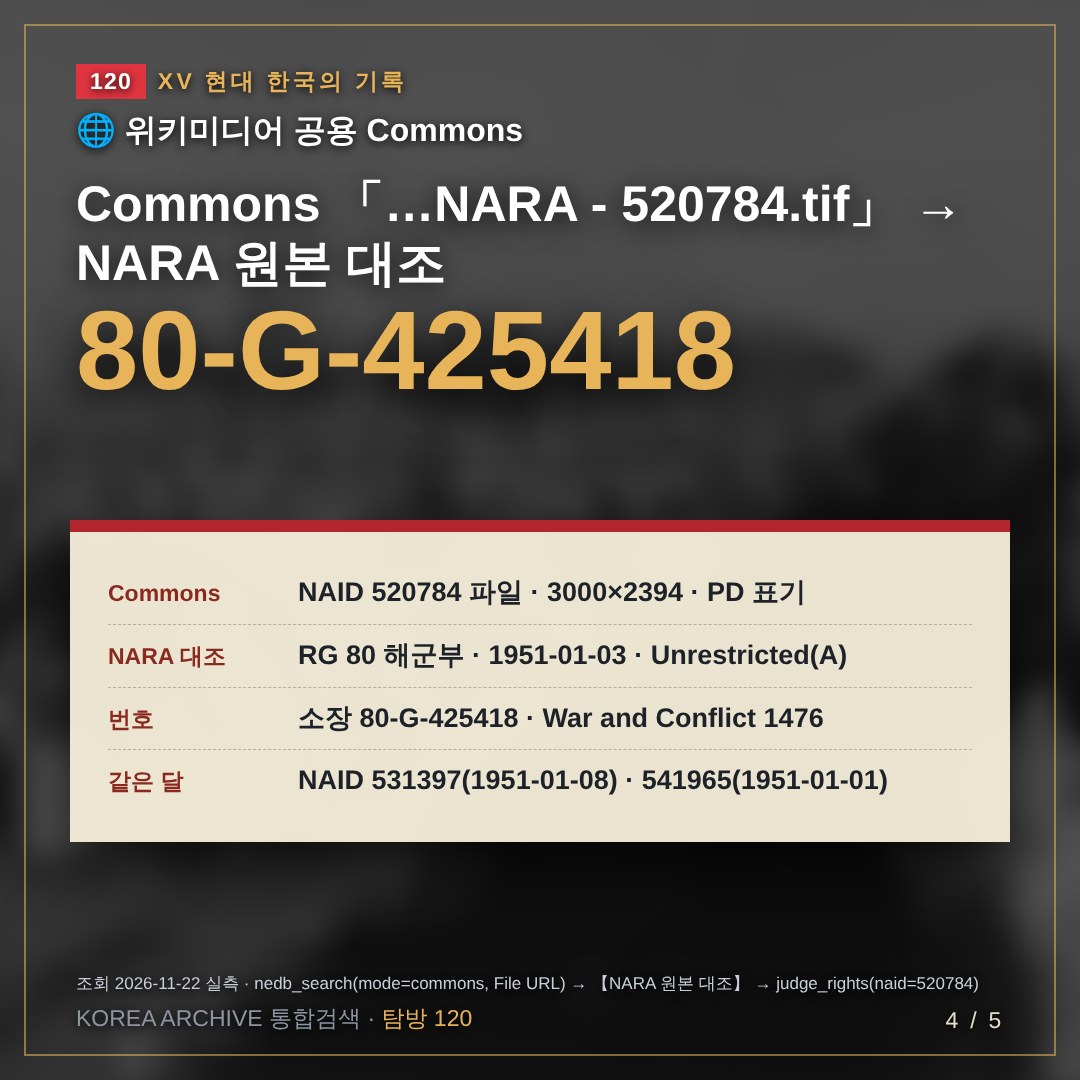 120 XV 현대 한국의 기록
🌐 위키미디어 공용 Commons
Commons 「…NARA - 520784.tif」 →
NARA 원본 대조
80-G-425418
Commons NAID 520784 파일 · 3000×2394 · PD 표기
NARA 대조 RG 80 해군부 · 1951-01-03 · Unrestricted(A)
번호 소장 80-G-425418 · War and Conflict 1476
같은 달 NAID 531397(1951-01-08) · 541965(1951-01-01)
조회 2026-11-22 실측 · nedb_search(mode=commons, File URL) → 【NARA 원본 대조】 → judge_rights(naid=520784)
KOREA ARCHIVE 통합검색 · 탐방 120
4 / 5